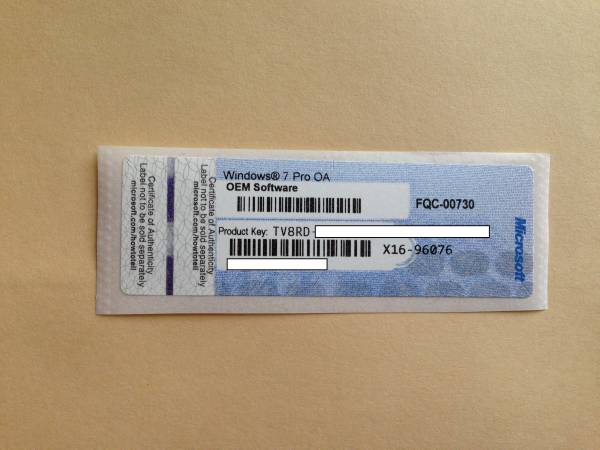 Windows® 7 Pro OA
OEM Software
FQC-00730
Product Key: TV8RD-
X16-96076
Microsoft
Certificate of Authenticity
Label not to be sold separately
microsoft.com/howtotell
Certificate of Authenticity
Label not to be sold separately
microsoft.com/howtotell